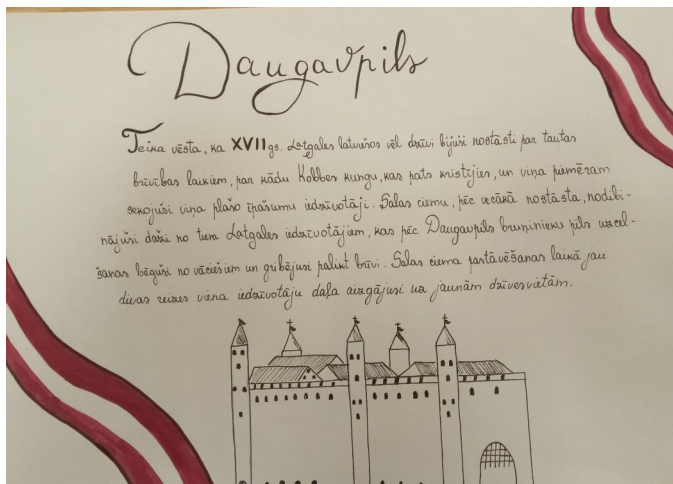 Daugavpils
Teika vēsta, ka XVII gs. Latgales latviešos vēl dzīvi bijuši nostāsti par tautas
brīvības laikiem, par kādu Kobbes kungu, kas pats kristījies, un viņa piemēram
sekojuši viņa plašo īpašumu iedzīvotāji. Salas ciemu, pēc vecākā nostāsta, nodibi-
nājuši daži no tiem Latgales iedzīvotājiem, kas pēc Daugavpils bruņinieku pils uzcel-
šanas bēguši no vāciešiem un gribējuši palikt brīvi. Salas ciema pastāvēšanas laikā jau
divas reizes viena iedzīvotāju daļa aizgājusi uz jaunām dzīvesvietām.